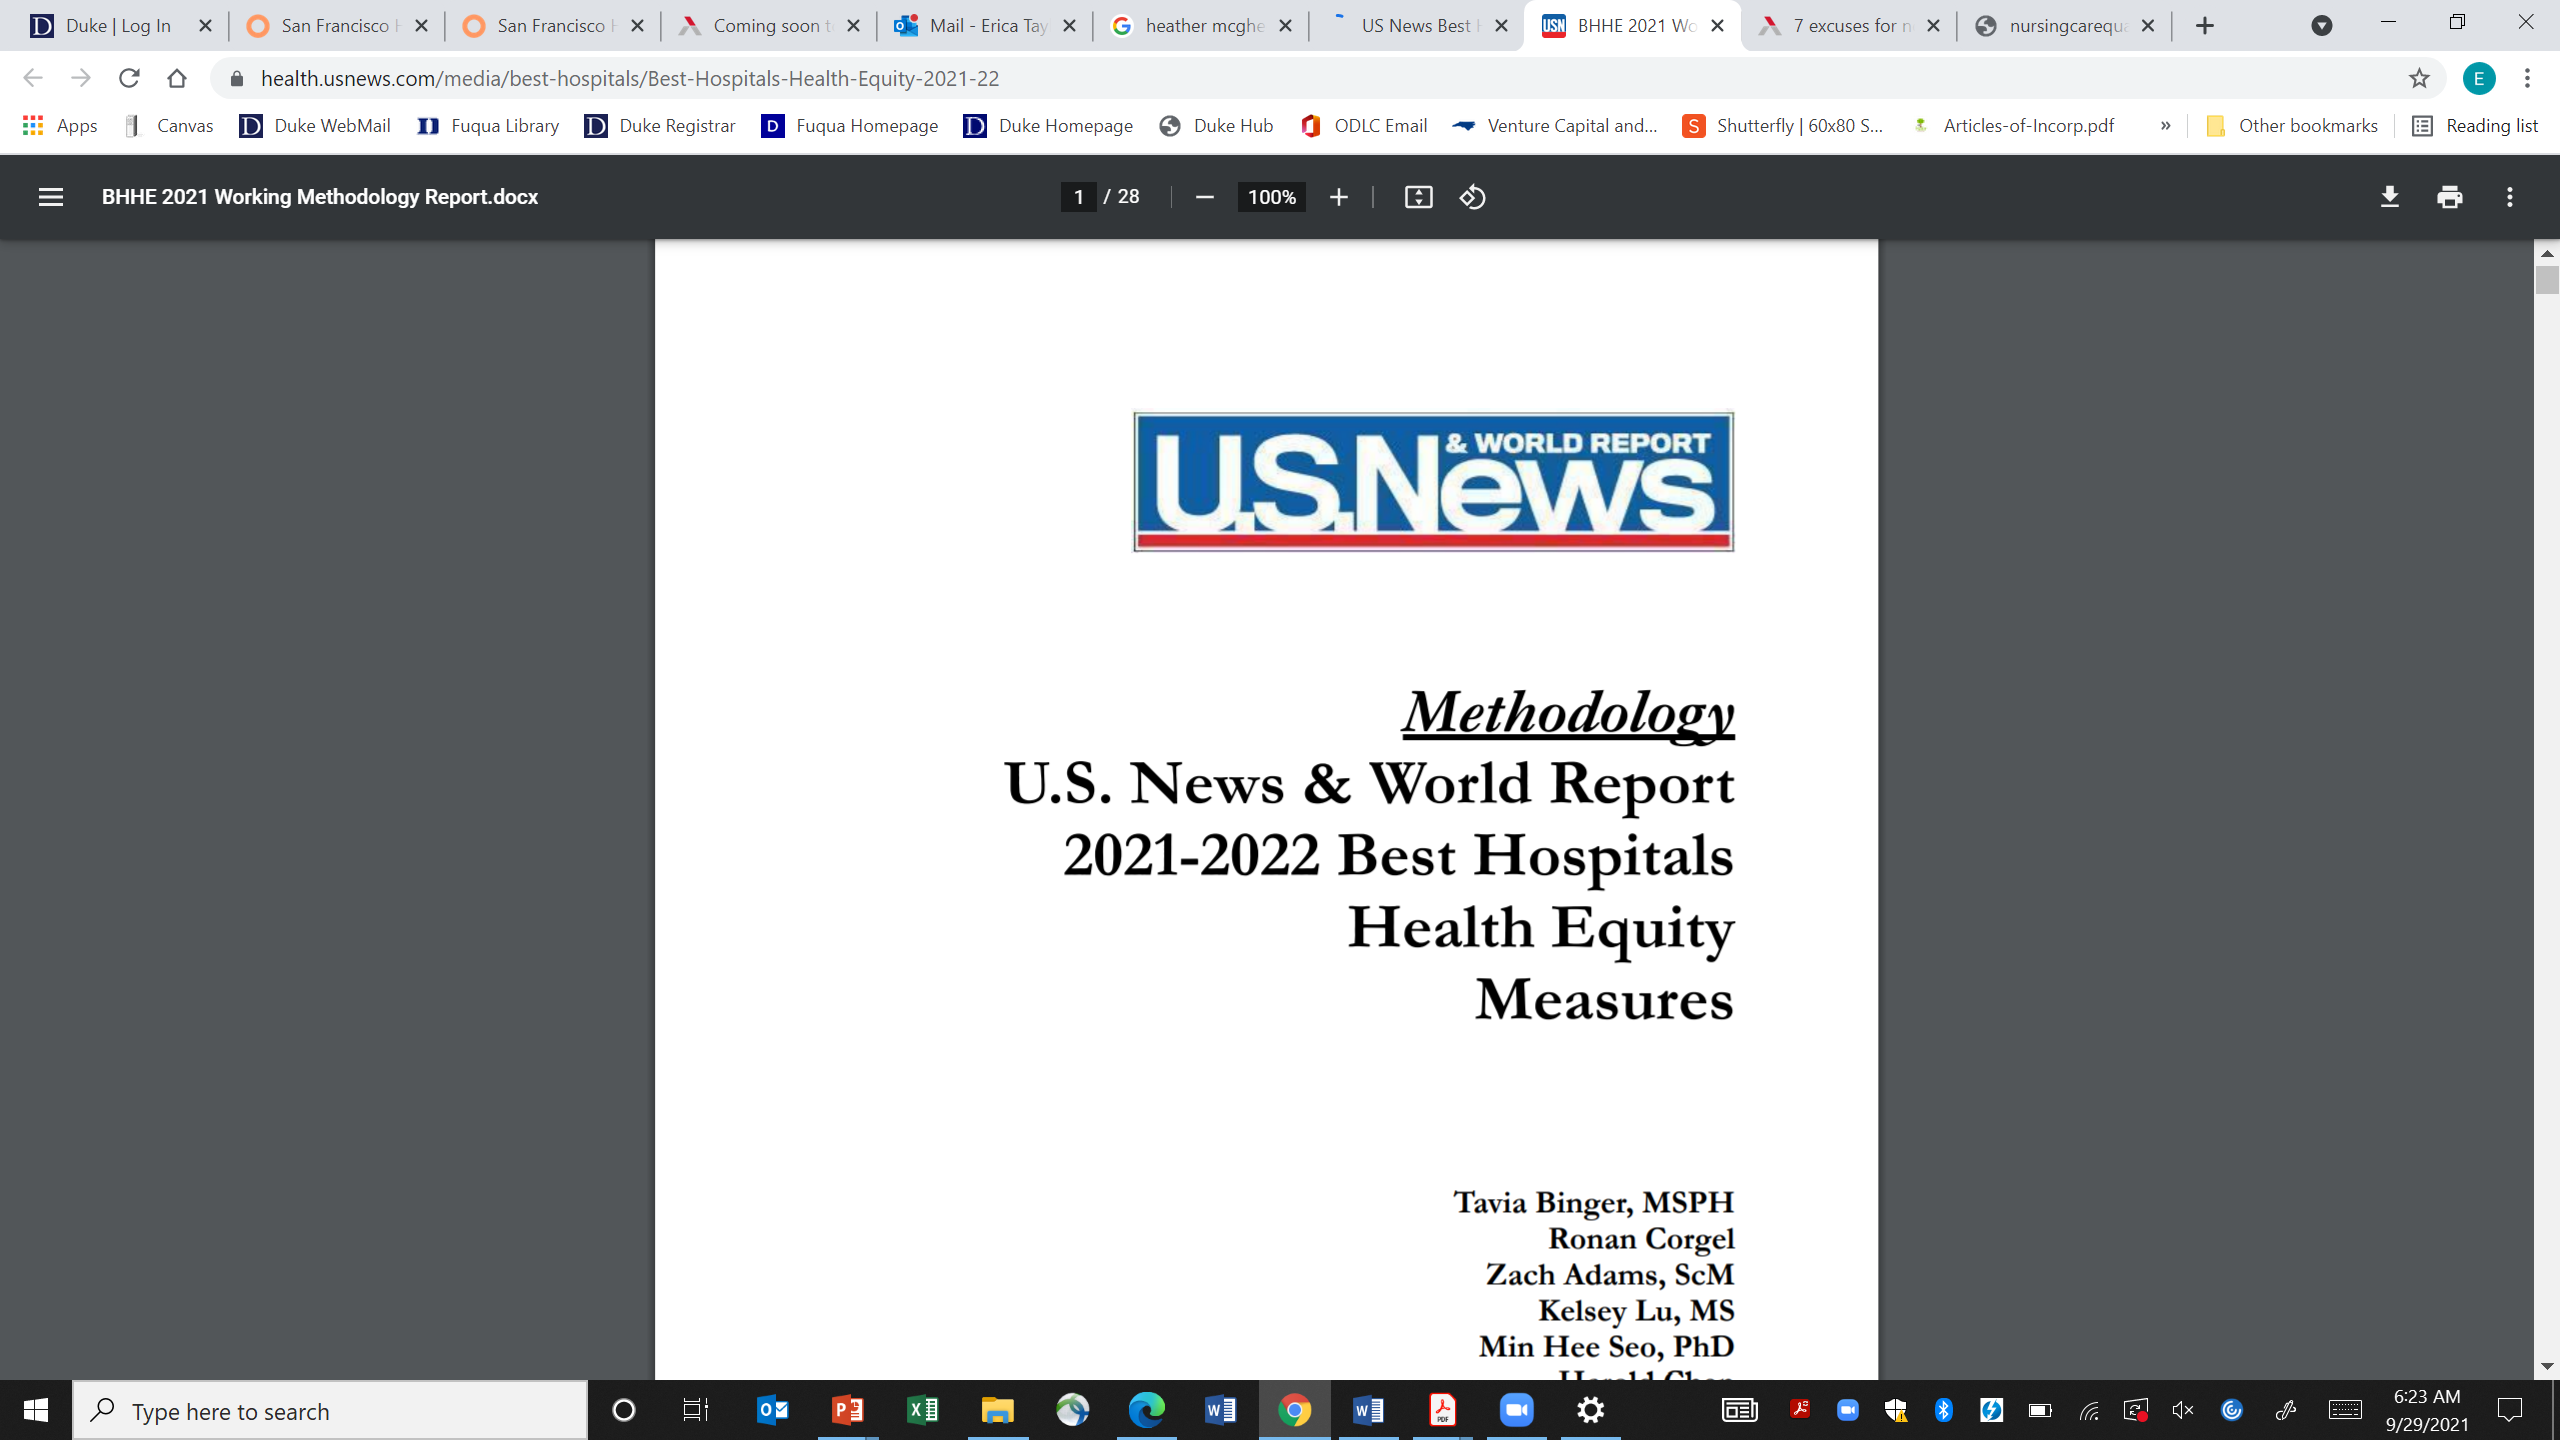 Duke | Log In
San Francisco
San Francisco
Coming soon
Mail - Erica Tay
heather mcghe
US News Best
BHHE 2021 Wo
7 excuses for
nursingcarequa
health.usnews.com/media/best-hospitals/Best-Hospitals-Health-Equity-2021-22
E
Apps
Canvas
Duke WebMail
Fuqua Library
Duke Registrar
Fuqua Homepage
Duke Homepage
Duke Hub
ODLC Email
Venture Capital and...
Shutterfly | 60x80 S...
Articles-of-Incorp.pdf
»
Other bookmarks
Reading list
BHHE 2021 Working Methodology Report.docx
1 / 28
100%
& WORLD REPORT
U.S.News
Methodology
U.S. News & World Report
2021-2022 Best Hospitals
Health Equity
Measures
Tavia Binger, MSPH
Ronan Corgel
Zach Adams, ScM
Kelsey Lu, MS
Min Hee Seo, PhD
Type here to search
6:23 AM
9/29/2021